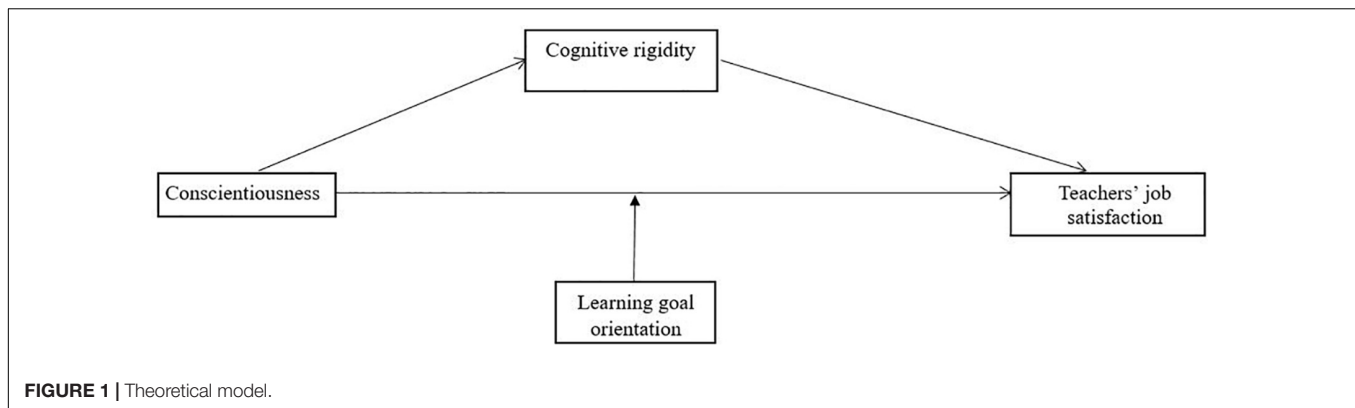 Cognitive rigidity
Conscientiousness
Teachers’ job
satisfaction
Learning goal
orientation
FIGURE 1 | Theoretical model.